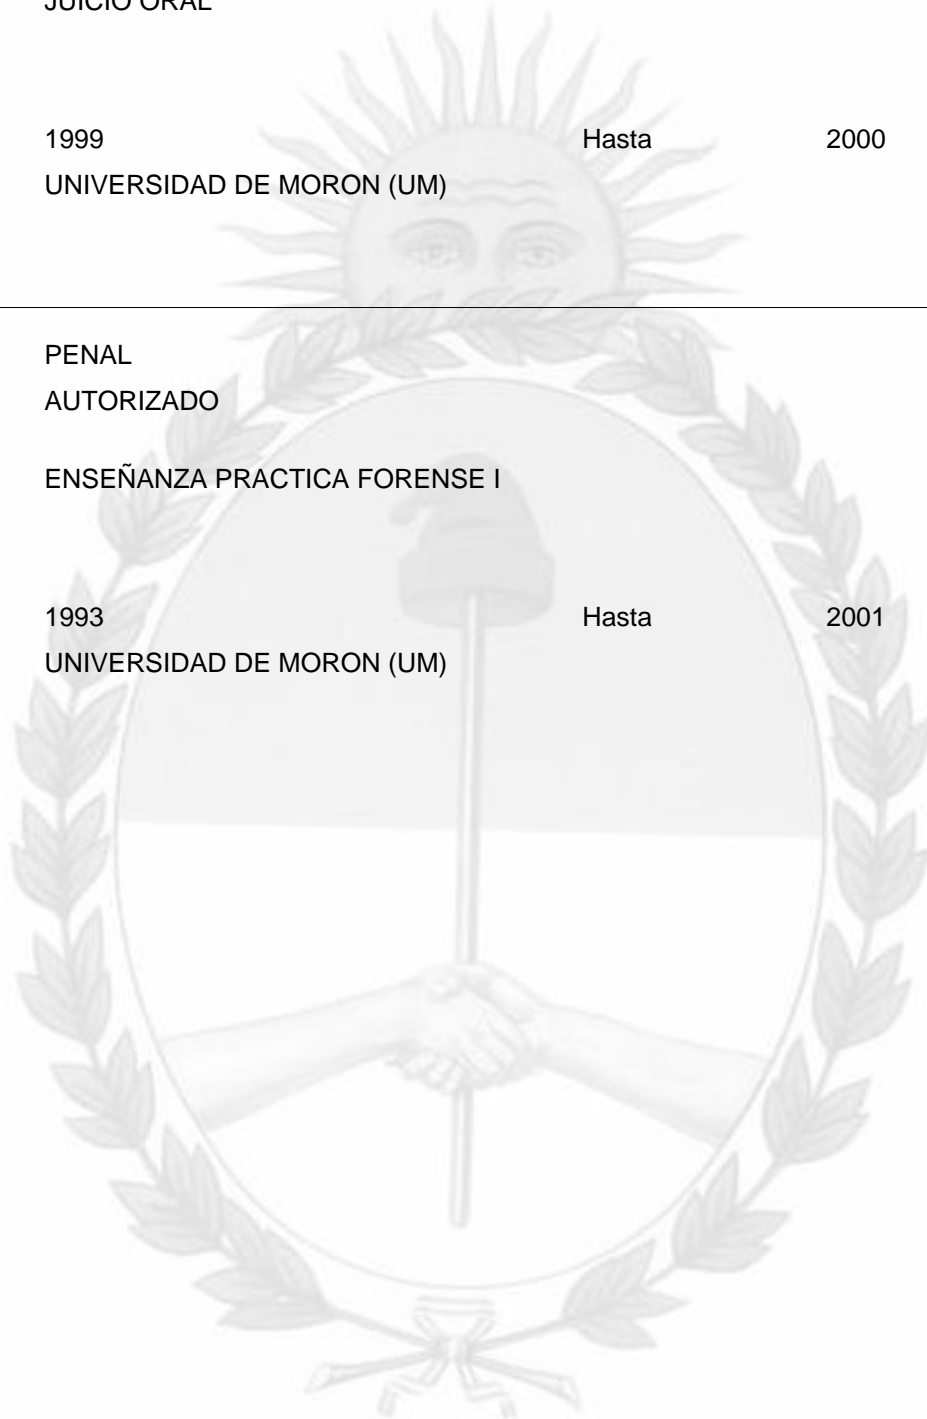 JUICIO ORAL
1999 Hasta 2000
UNIVERSIDAD DE MORON (UM)
PENAL
AUTORIZADO
ENSEÑANZA PRACTICA FORENSE I
1993 Hasta 2001
UNIVERSIDAD DE MORON (UM)